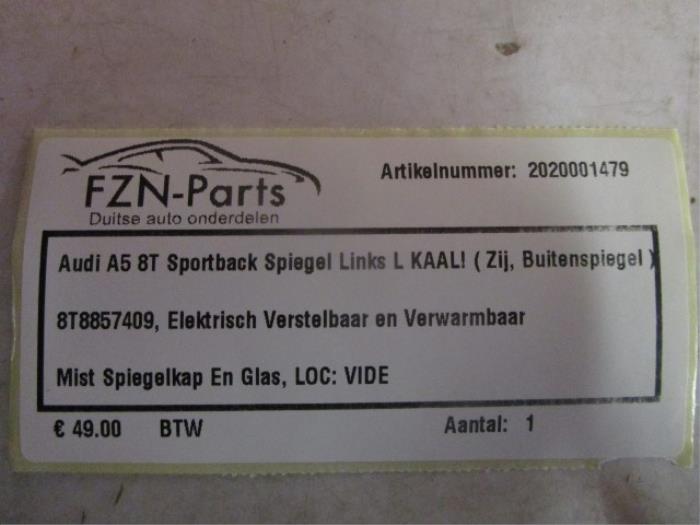 FZN-Parts
Duitse auto onderdelen
Artikelnummer: 2020001479
Audi A5 8T Sportback Spiegel Links L KAAL! ( Zij, Buitenspiegel )
8T8857409, Elektrisch Verstelbaar en Verwarmbaar
Mist Spiegelkap En Glas, LOC: VIDE
€ 49.00 BTW Aantal: 1